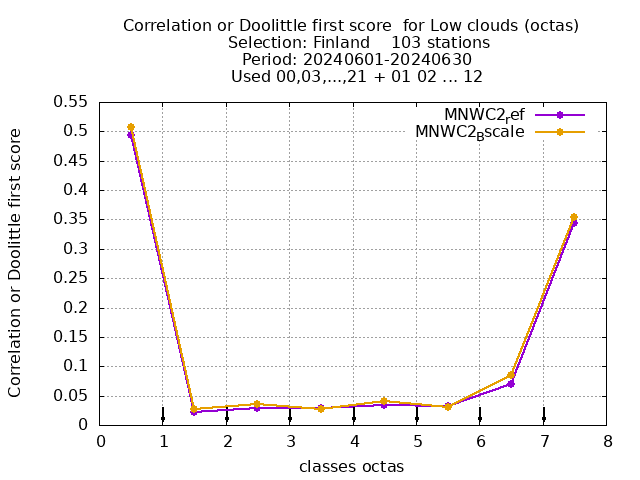 Correlation or Doolittle first score  for Low clouds (octas)
Selection: Finland    103 stations
Period: 20240601-20240630
Used 00,03,...,21 + 01 02 ... 12
MNWC2ref
MNWC2Bscale
Correlation or Doolittle first score
0.55
0.5
0.45
0.4
0.35
0.3
0.25
0.2
0.15
0.1
0.05
0
0 1 2 3 4 5 6 7 8
classes octas